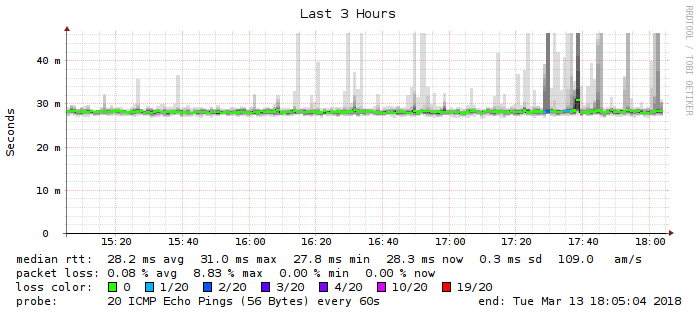 Last 3 Hours
RRDTOOL / TOBI OETIKER
Seconds
40 m
30 m
20 m
10 m
0
15:20 15:40 16:00 16:20 16:40 17:00 17:20 17:40 18:00
median rtt: 28.2 ms avg 31.0 ms max 27.8 ms min 28.3 ms now 0.3 ms sd 109.0 am/s
packet loss: 0.08 % avg 8.83 % max 0.00 % min 0.00 % now
loss color: 0 1/20 2/20 3/20 4/20 10/20 19/20
probe: 20 ICMP Echo Pings (56 Bytes) every 60s end: Tue Mar 13 18:05:04 2018